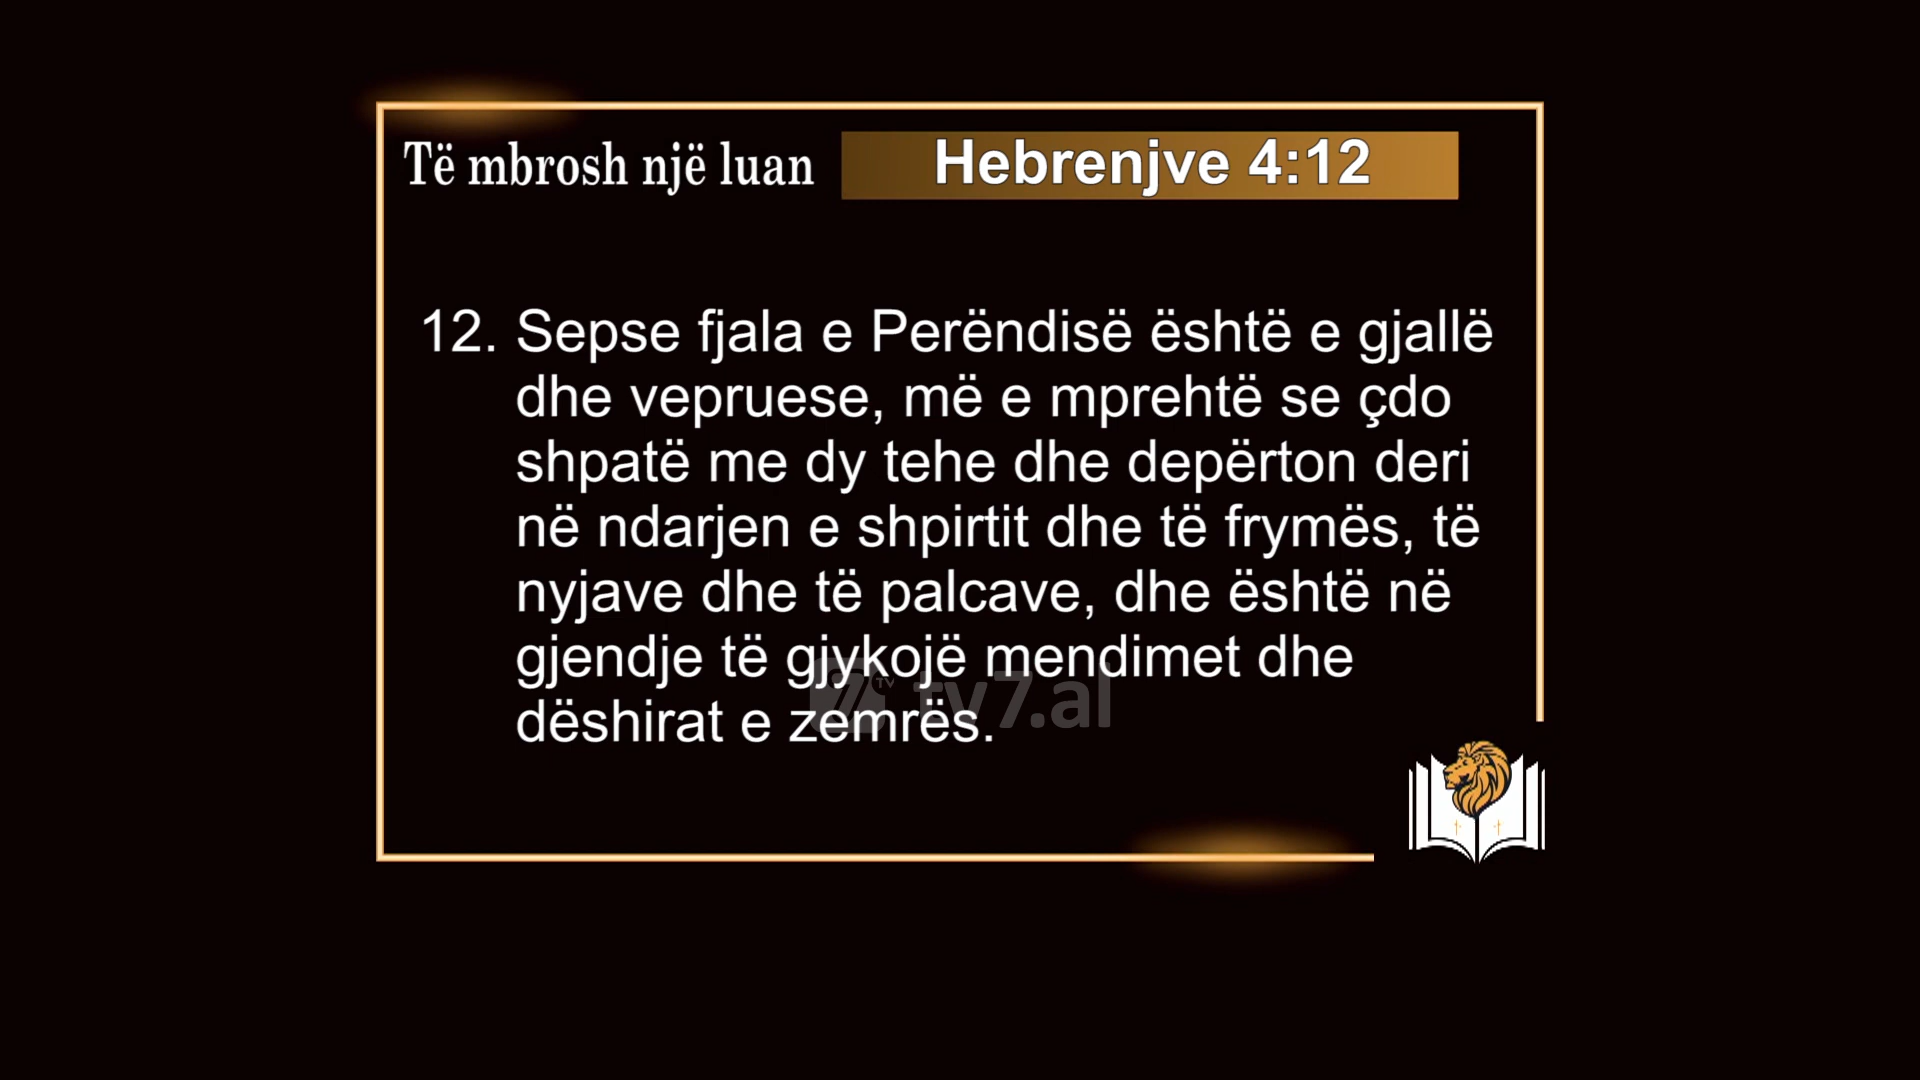 Të mbrosh një luan
Hebrenjve 4:12
12. Sepse fjala e Perëndisë është e gjallë
dhe vepruese, më e mprehtë se çdo
shpatë me dy tehe dhe depërton deri
në ndarjen e shpirtit dhe të frymës, të
nyjave dhe të palcave, dhe është në
gjendje të gjykojë mendimet dhe
dëshirat e zemrës.
TV tv7.al